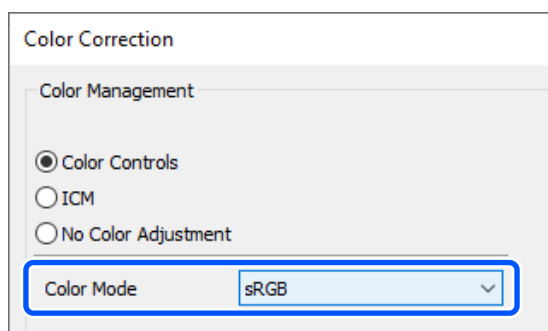 Color Correction
Color Management
Color Controls
ICM
No Color Adjustment
Color Mode sRGB